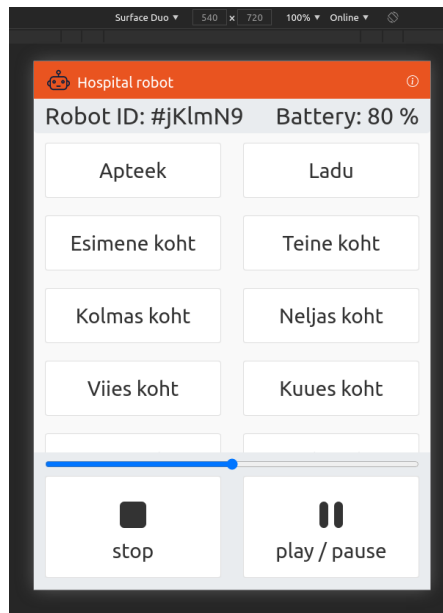 Surface Duo ▼ 540 x 720 100% ▼ Online ▼
Hospital robot
Robot ID: #jKlmN9 Battery: 80 %
Apteek Ladu
Esimene koht Teine koht
Kolmas koht Neljas koht
Viies koht Kuues koht
stop play / pause